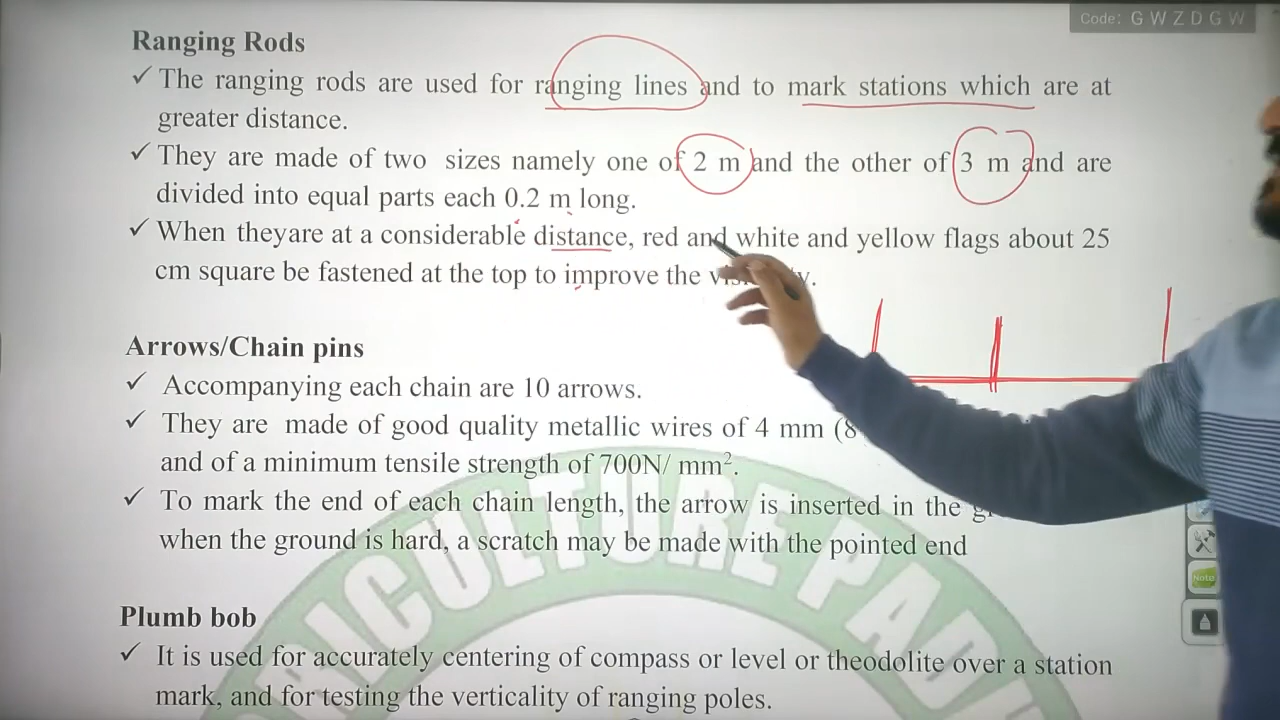 Code: G W Z D G W
Ranging Rods
✓ The ranging rods are used for ranging lines and to mark stations which are at
greater distance.
✓ They are made of two sizes namely one of 2 m and the other of 3 m and are
divided into equal parts each 0.2 m long.
✓ When theyare at a considerable distance, red and white and yellow flags about 25
cm square be fastened at the top to improve the
Arrows/Chain pins
✓ Accompanying each chain are 10 arrows.
✓ They are made of good quality metallic wires of 4 mm (8
and of a minimum tensile strength of 700N/ mm².
✓ To mark the end of each chain length, the arrow is inserted in the
when the ground is hard, a scratch may be made with the pointed end
Plumb bob
✓ It is used for accurately centering of compass or level or theodolite over a station
mark, and for testing the verticality of ranging poles.
Note